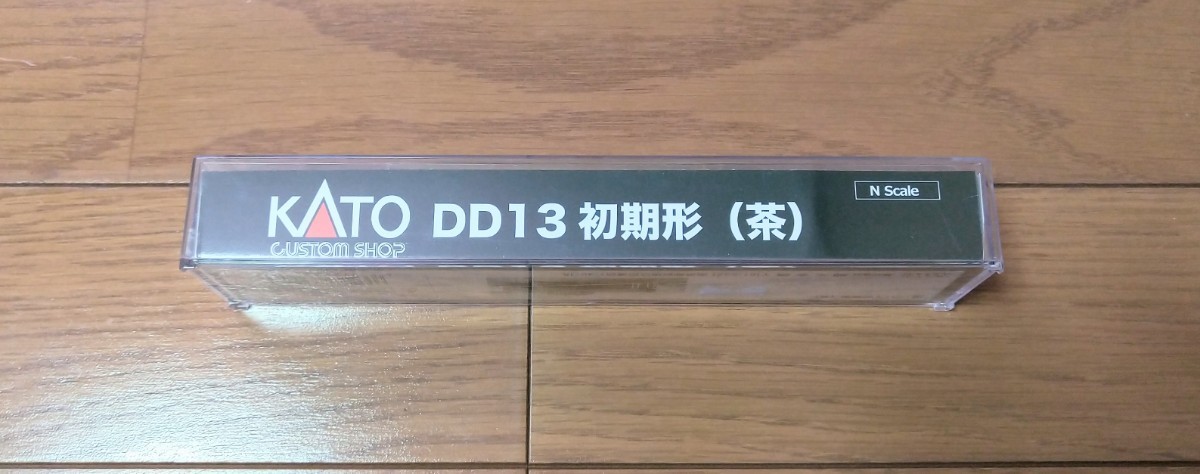 KATO DD13 初期形（茶） N Scale
CUSTOM SHOP